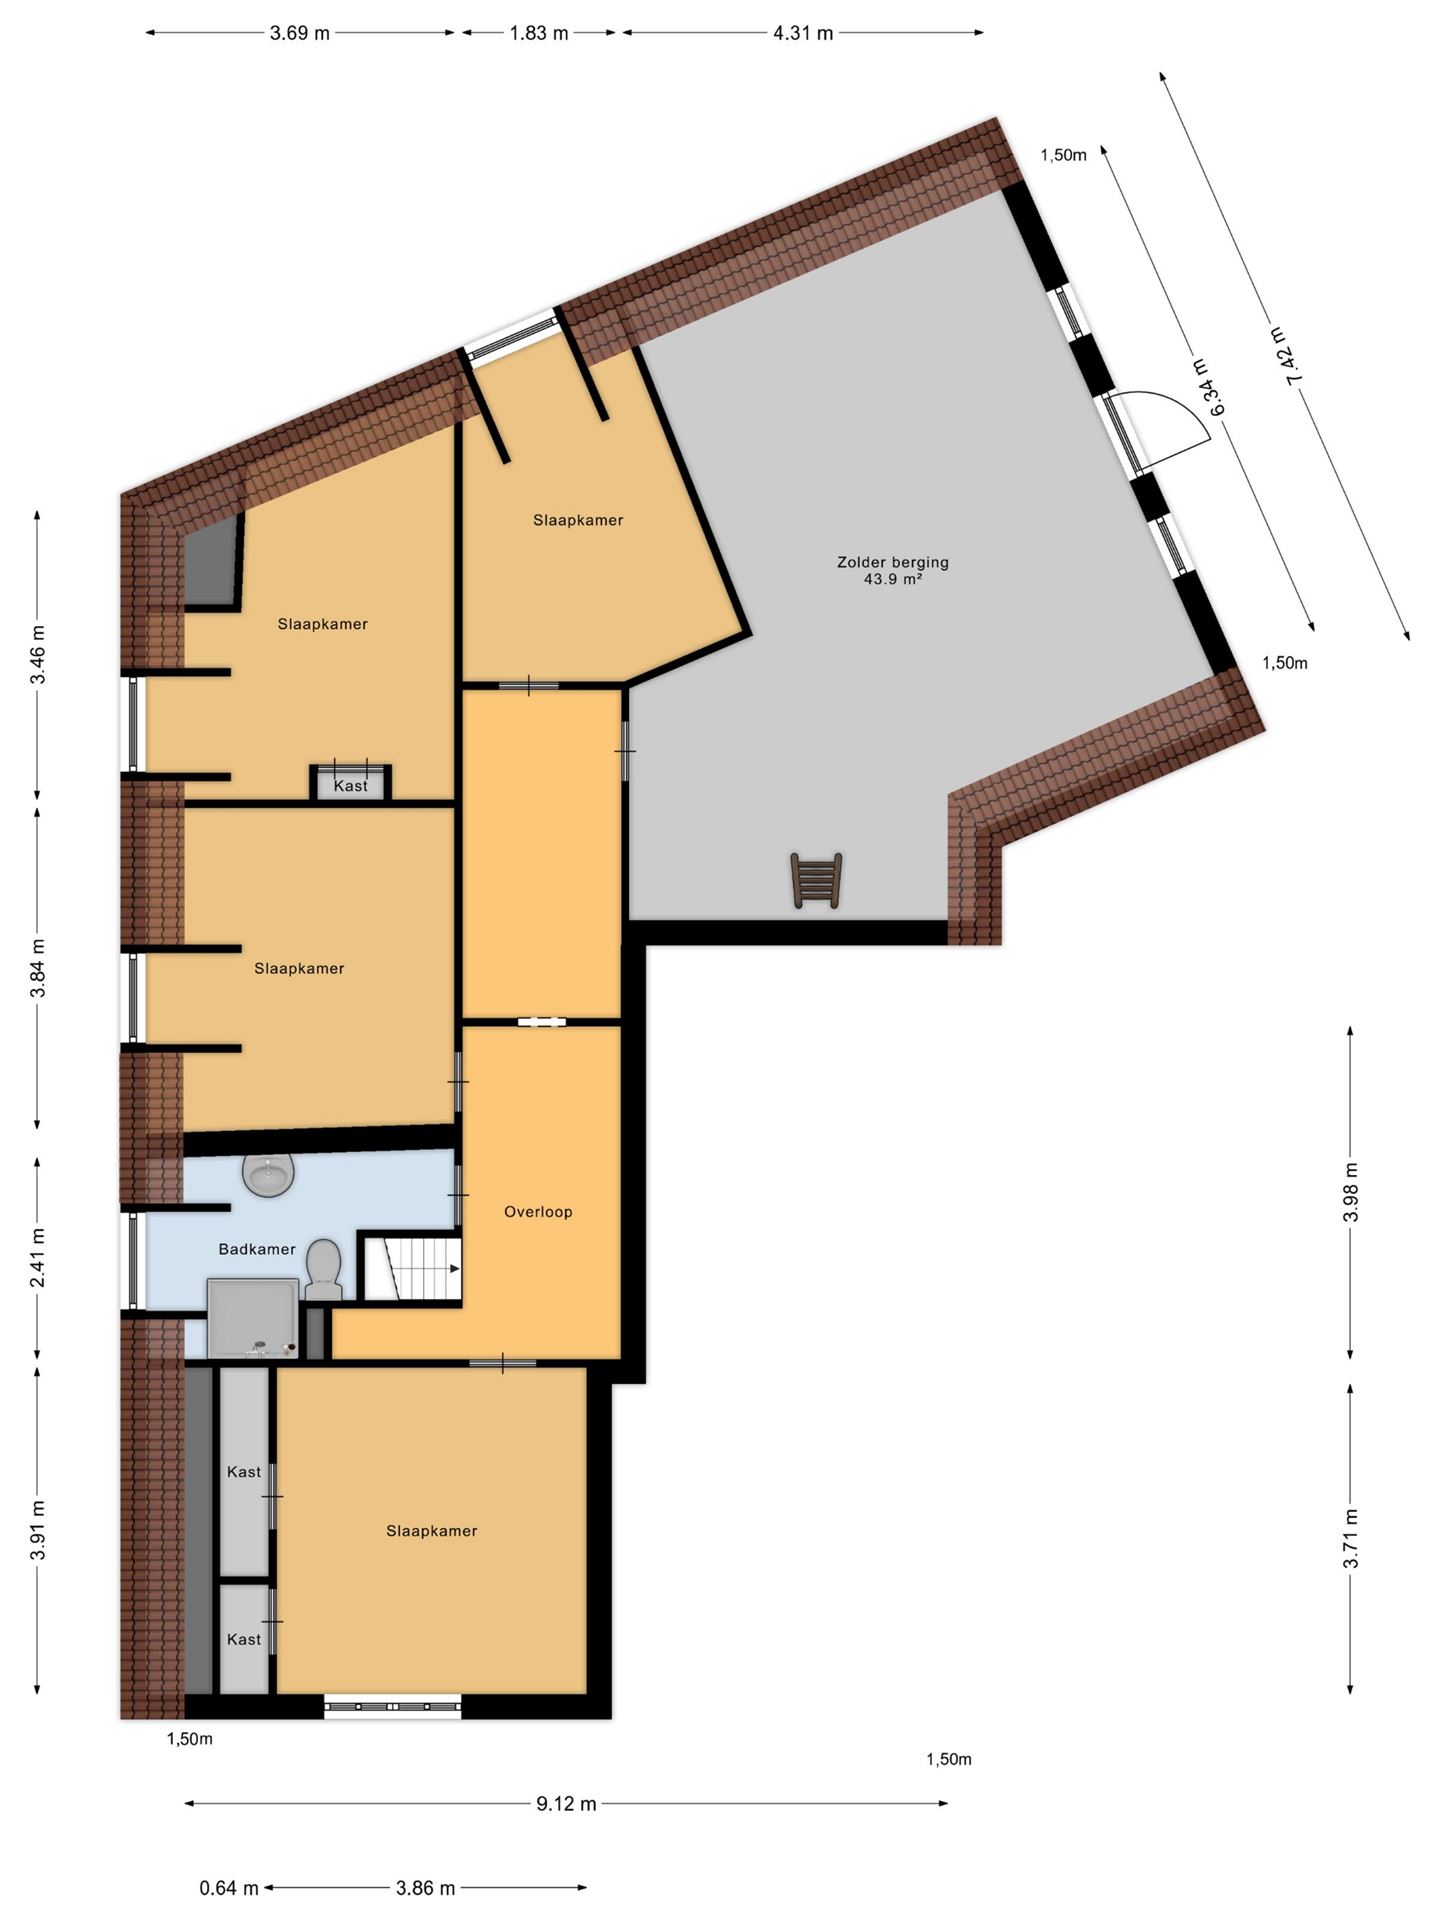 3.69 m
1.83 m
4.31 m
1,50m
7.42 m
6.34 m
Slaapkamer
Zolder berging
43.9 m²
Slaapkamer
3.46 m
1,50m
Kast
3.84 m
Slaapkamer
3.98 m
Overloop
2.41 m
Badkamer
Kast
3.91 m
Slaapkamer
3.71 m
Kast
1,50m
1,50m
9.12 m
0.64 m
3.86 m